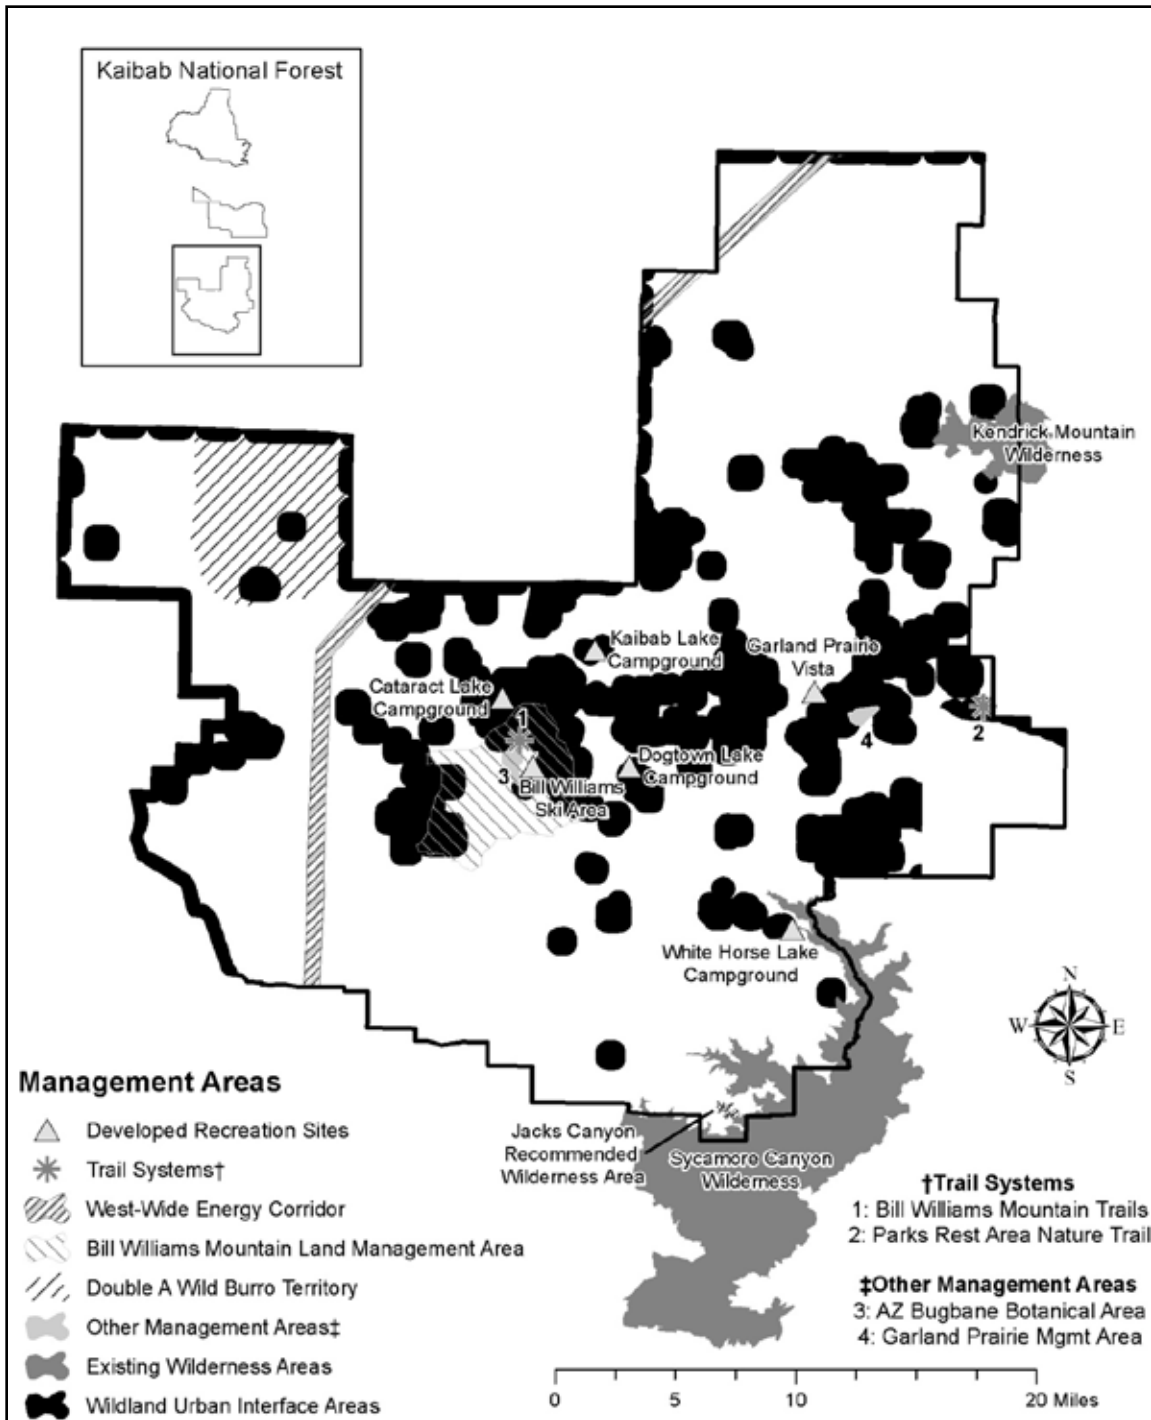 Kaibab National Forest
Kendrick Mountain
Wilderness
Kaibab Lake
Campground
Garland Prairie
Vista
Cataract Lake
Campground
1
2
4
3
Dogtown Lake
Campground
Bill Williams
Ski Area
White Horse Lake
Campground
N
W
E
S
Jacks Canyon
Recommended
Wilderness Area
Sycamore Canyon
Wilderness
Management Areas
Developed Recreation Sites
Trail Systems†
West-Wide Energy Corridor
Bill Williams Mountain Land Management Area
Double A Wild Burro Territory
Other Management Areas‡
Existing Wilderness Areas
Wildland Urban Interface Areas
†Trail Systems
1: Bill Williams Mountain Trails
2: Parks Rest Area Nature Trail
‡Other Management Areas
3: AZ Bugbane Botanical Area
4: Garland Prairie Mgmt Area
0 5 10 20 Miles